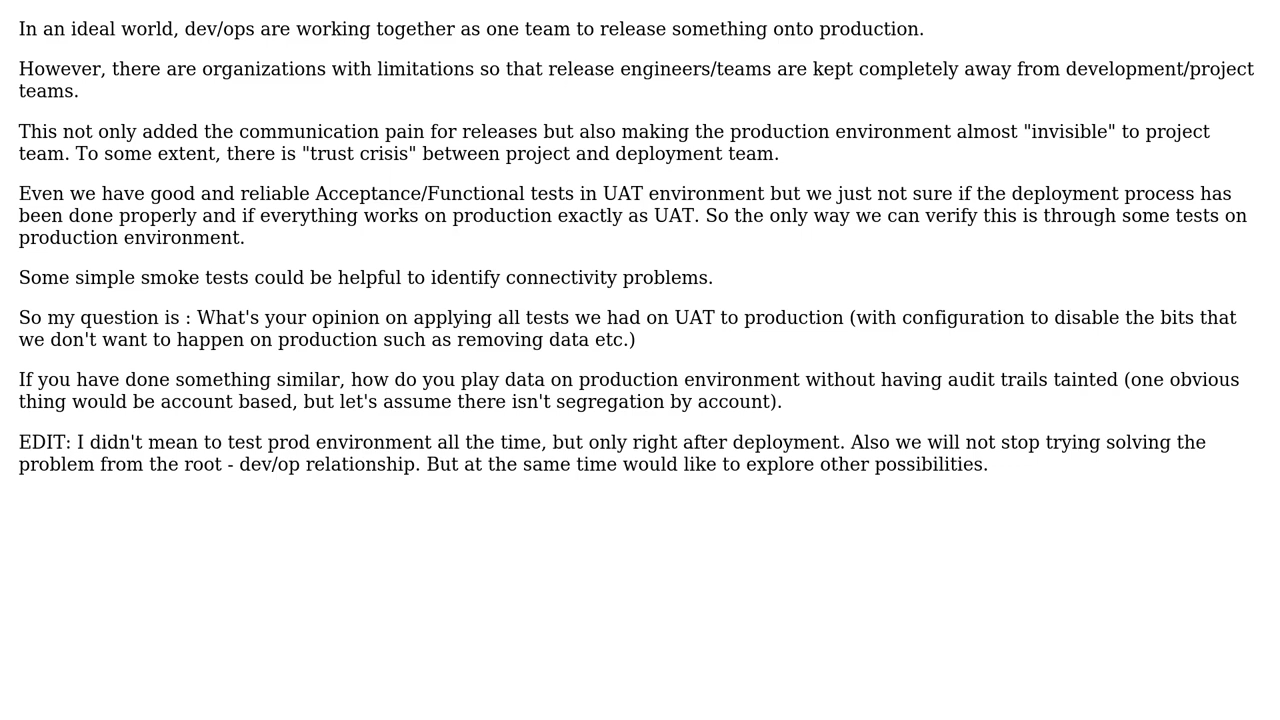 In an ideal world, dev/ops are working together as one team to release something onto production.
However, there are organizations with limitations so that release engineers/teams are kept completely away from development/project
teams.
This not only added the communication pain for releases but also making the production environment almost "invisible" to project
team. To some extent, there is "trust crisis" between project and deployment team.
Even we have good and reliable Acceptance/Functional tests in UAT environment but we just not sure if the deployment process has
been done properly and if everything works on production exactly as UAT. So the only way we can verify this is through some tests on
production environment.
Some simple smoke tests could be helpful to identify connectivity problems.
So my question is : What's your opinion on applying all tests we had on UAT to production (with configuration to disable the bits that
we don't want to happen on production such as removing data etc.)
If you have done something similar, how do you play data on production environment without having audit trails tainted (one obvious
thing would be account based, but let's assume there isn't segregation by account).
EDIT: I didn't mean to test prod environment all the time, but only right after deployment. Also we will not stop trying solving the
problem from the root - dev/op relationship. But at the same time would like to explore other possibilities.